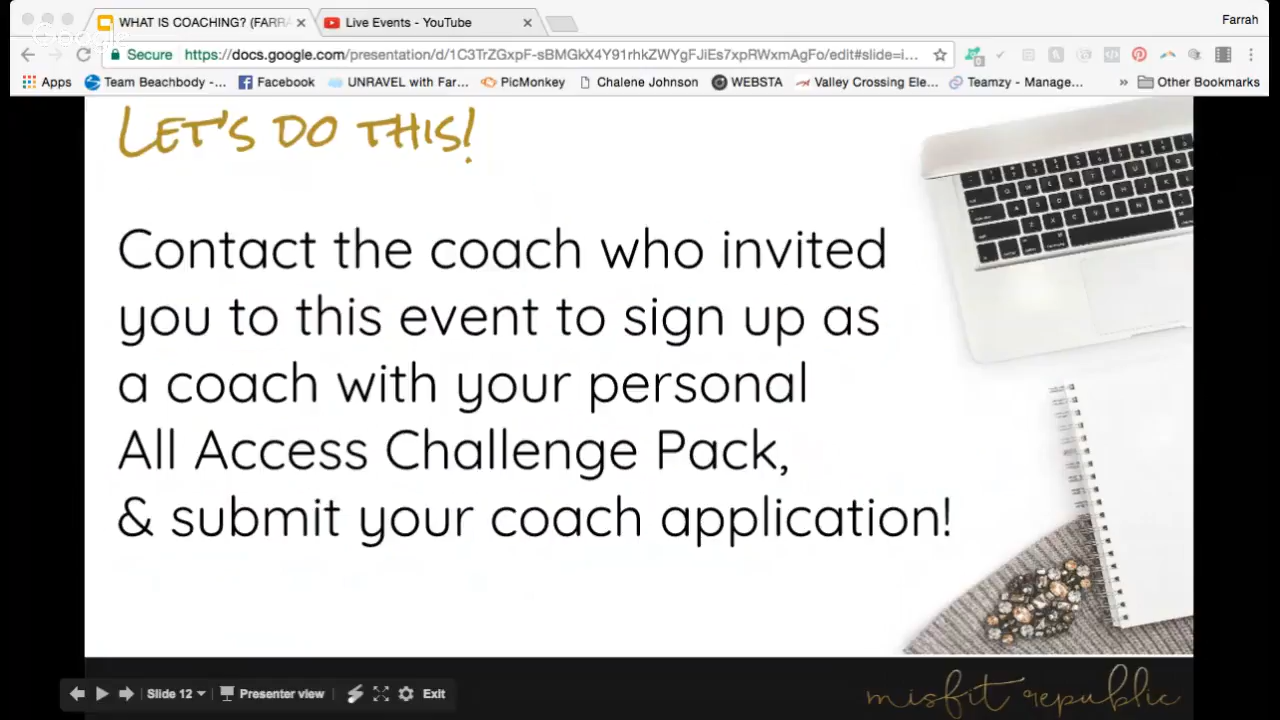 WHAT IS COACHING? (FARRA
Live Events - YouTube
Farrah
Google
Secure https://docs.google.com/presentation/d/1C3TrZGxpF-sBMGkX4Y91rhkZWYgFJiEs7xpRWxmAgFo/edit#slide=i...
Apps Team Beachbody -... Facebook UNRAVEL with Far... PicMonkey Chalene Johnson WEBSTA Valley Crossing Ele... Teamzy - Manage... » Other Bookmarks
LET'S DO THIS!
Contact the coach who invited
you to this event to sign up as
a coach with your personal
All Access Challenge Pack,
& submit your coach application!
Slide 12 Presenter view Exit
misfit republic